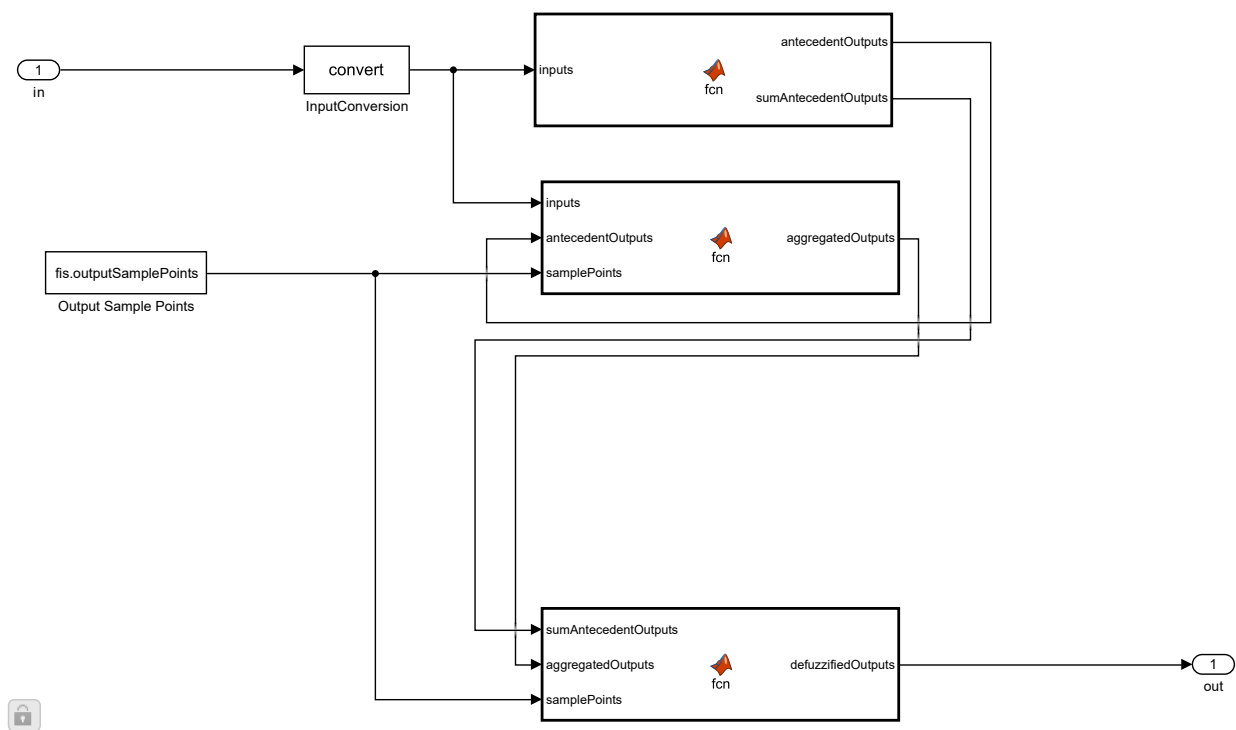 1
in
convert
InputConversion
inputs
fcn
antecedentOutputs
sumAntecedentOutputs
inputs
antecedentOutputs
samplePoints
fcn
aggregatedOutputs
fis.outputSamplePoints
Output Sample Points
sumAntecedentOutputs
aggregatedOutputs
samplePoints
fcn
defuzzifiedOutputs
1
out